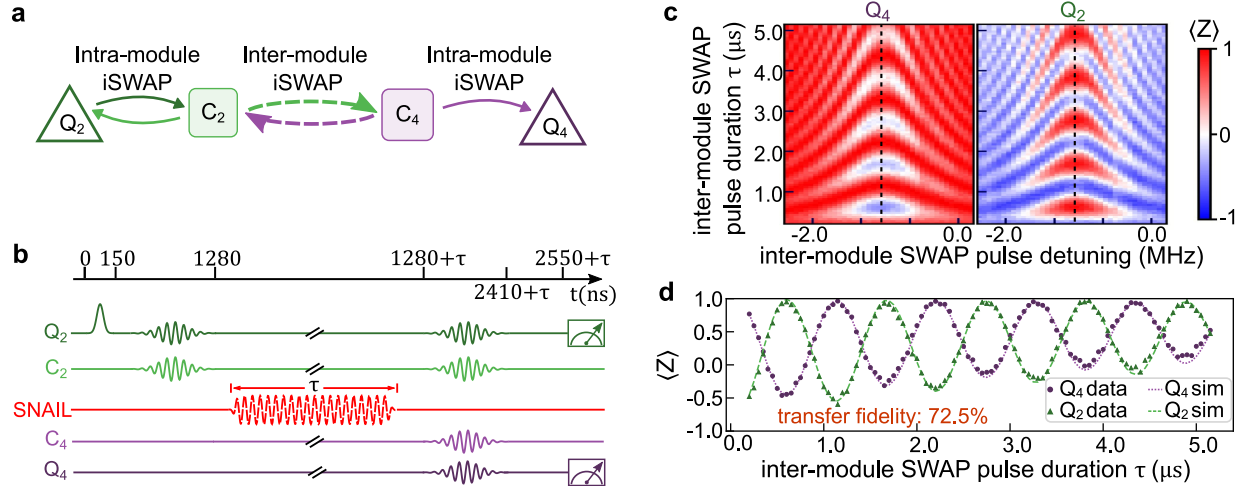 a
Intra-module
iSWAP
Inter-module
iSWAP
Intra-module
iSWAP
Q₂
C₂
C₄
Q₄
b
0 150 1280 1280+τ 2550+τ
2410+τ t(ns)
Q₂
C₂
τ
SNAIL
C₄
Q₄
c
Q₄ Q₂ ⟨Z⟩
inter-module SWAP
pulse duration τ (μs)
5.0
4.0
3.0
2.0
1.0
-2.0 0.0 -2.0 0.0
inter-module SWAP pulse detuning (MHz)
1
0
-1
d
⟨Z⟩
1.0
0.5
0.0
-0.5
-1.0
Q₄ data Q₄ sim
Q₂ data Q₂ sim
transfer fidelity: 72.5%
0.0 1.0 2.0 3.0 4.0 5.0
inter-module SWAP pulse duration τ (μs)